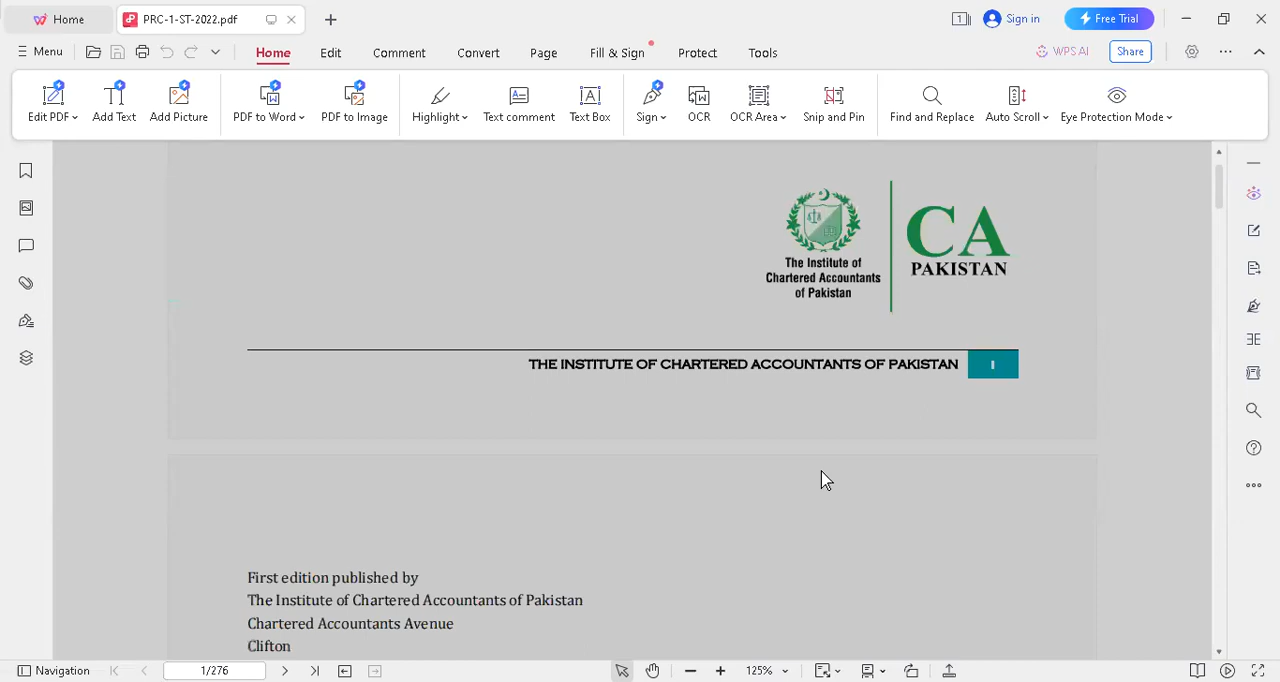 Home
PRC-1-ST-2022.pdf
Sign in
Free Trial
Menu
Home
Edit
Comment
Convert
Page
Fill & Sign
Protect
Tools
WPS AI
Share
Edit PDF
Add Text
Add Picture
PDF to Word
PDF to Image
Highlight
Text comment
Text Box
Sign
OCR
OCR Area
Snip and Pin
Find and Replace
Auto Scroll
Eye Protection Mode
The Institute of
Chartered Accountants
of Pakistan
CA
PAKISTAN
THE INSTITUTE OF CHARTERED ACCOUNTANTS OF PAKISTAN I
First edition published by
The Institute of Chartered Accountants of Pakistan
Chartered Accountants Avenue
Clifton
Navigation
1/276
125%